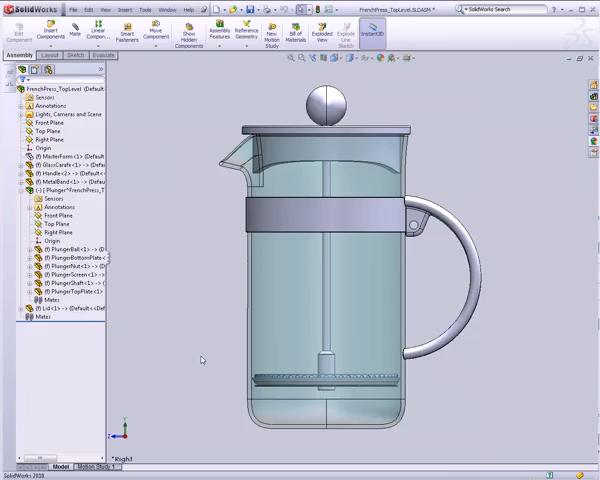 SolidWorks File Edit View Insert Tools Window Help FrenchPress_TopLevel.SLDASM * SolidWorks Search
Edit Component
Insert Components
Mate
Linear Compon...
Smart Fasteners
Move Component
Show Hidden Components
Assembly Features
Reference Geometry
New Motion Study
Bill of Materials
Exploded View
Explode Line Sketch
Instant3D
Assembly Layout Sketch Evaluate
FrenchPress_TopLevel (Defaul
Sensors
Annotations
Lights, Cameras and Scene
Front Plane
Top Plane
Right Plane
Origin
(f) MasterForm<1> (Default
(f) GlassCarafe<1> -> (Defa
(f) Handle<2> -> (Default<
(f) MetalBand<1> -> (Defau
(-) [ Plunger^FrenchPress_T
Sensors
Annotations
Front Plane
Top Plane
Right Plane
Origin
(f) PlungerBall<1> -> (D
(f) PlungerBottomPlate<
(f) PlungerNut<1> -> (D
(f) PlungerScreen<1> ->
(f) PlungerShaft<1> -> (
(f) PlungerTopPlate<1>
Mates
(f) Lid<1> -> (Default<<Def
Mates
Y
Z
*Right
Model Motion Study 1
SolidWorks 2010